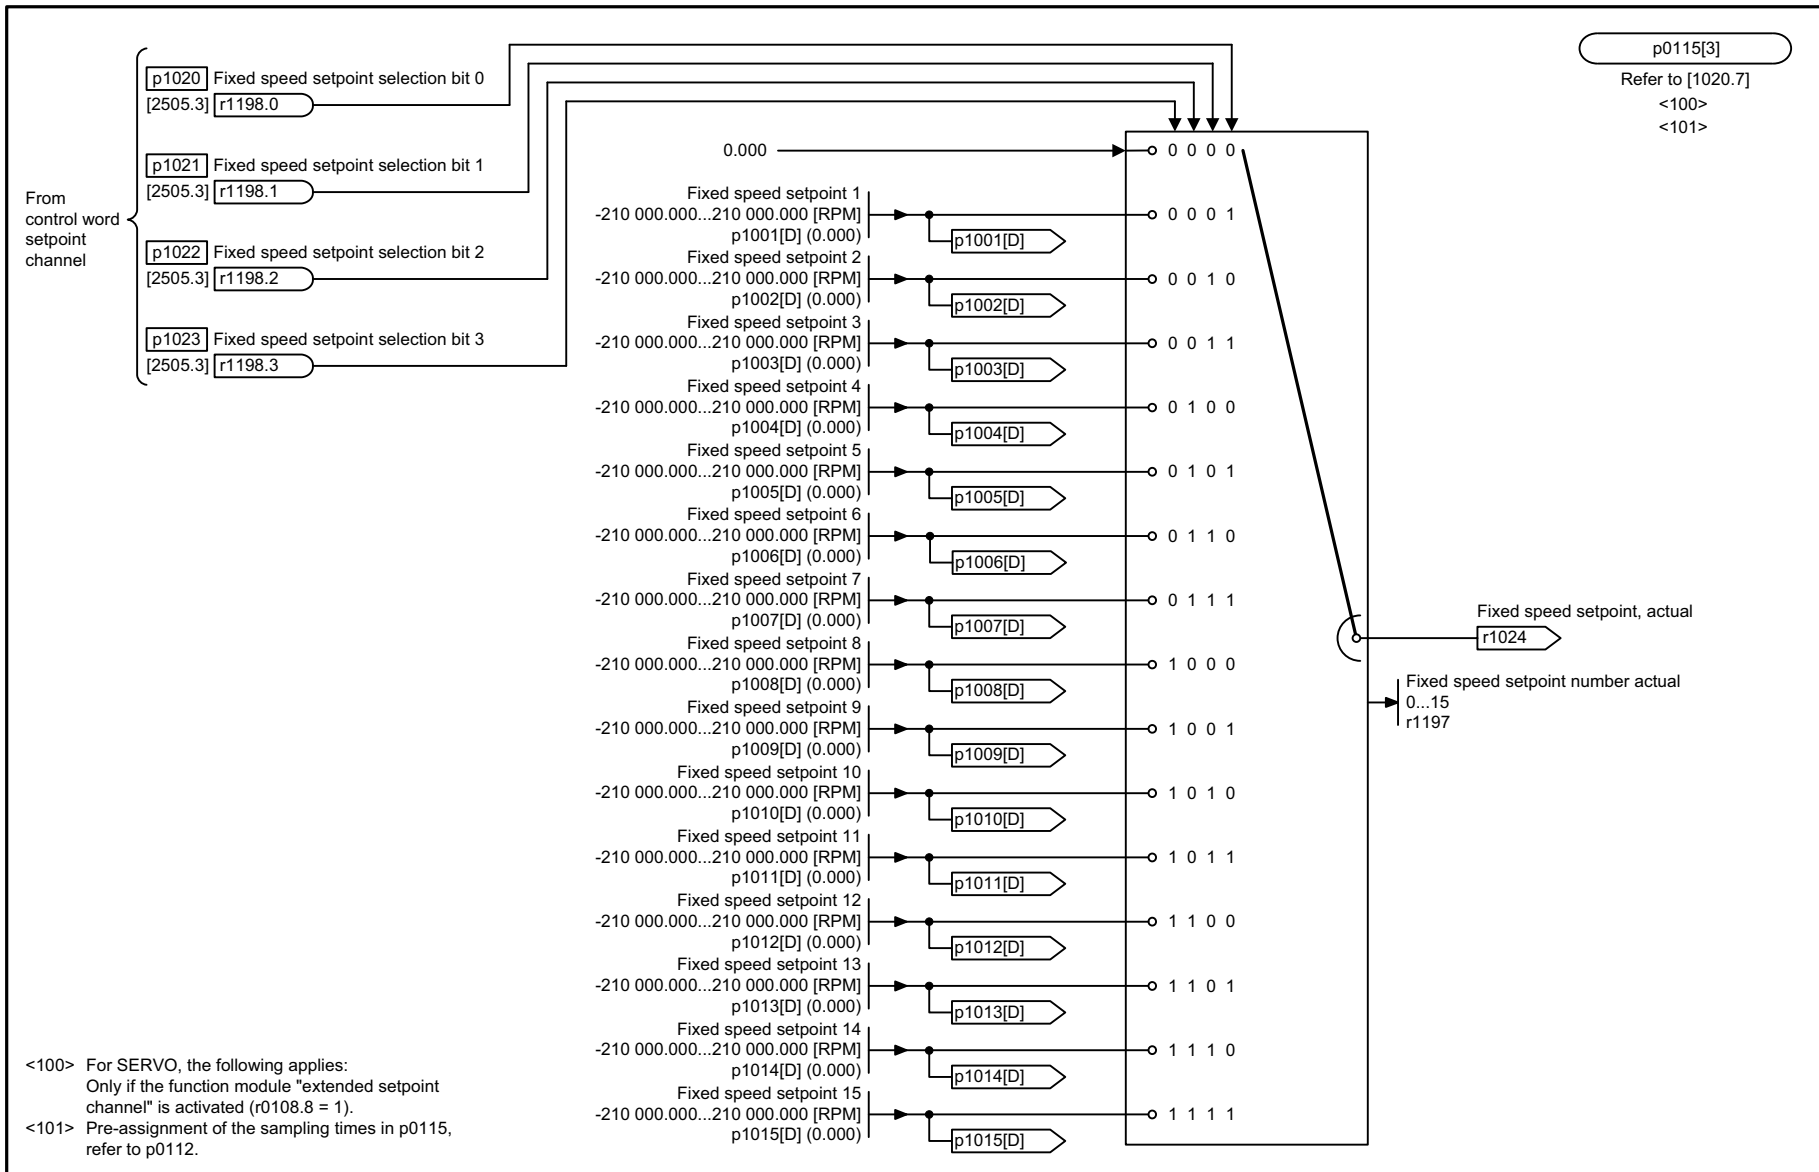 p0115[3]
Refer to [1020.7]
<100>
<101>
From
control word
setpoint
channel
p1020 Fixed speed setpoint selection bit 0
[2505.3] r1198.0
p1021 Fixed speed setpoint selection bit 1
[2505.3] r1198.1
p1022 Fixed speed setpoint selection bit 2
[2505.3] r1198.2
p1023 Fixed speed setpoint selection bit 3
[2505.3] r1198.3
0.000 0 0 0 0
Fixed speed setpoint 1
-210 000.000...210 000.000 [RPM] 0 0 0 1
p1001[D] (0.000) p1001[D]
Fixed speed setpoint 2
-210 000.000...210 000.000 [RPM] 0 0 1 0
p1002[D] (0.000) p1002[D]
Fixed speed setpoint 3
-210 000.000...210 000.000 [RPM] 0 0 1 1
p1003[D] (0.000) p1003[D]
Fixed speed setpoint 4
-210 000.000...210 000.000 [RPM] 0 1 0 0
p1004[D] (0.000) p1004[D]
Fixed speed setpoint 5
-210 000.000...210 000.000 [RPM] 0 1 0 1
p1005[D] (0.000) p1005[D]
Fixed speed setpoint 6
-210 000.000...210 000.000 [RPM] 0 1 1 0
p1006[D] (0.000) p1006[D]
Fixed speed setpoint 7
-210 000.000...210 000.000 [RPM] 0 1 1 1
p1007[D] (0.000) p1007[D]
Fixed speed setpoint 8
-210 000.000...210 000.000 [RPM] 1 0 0 0
p1008[D] (0.000) p1008[D]
Fixed speed setpoint 9
-210 000.000...210 000.000 [RPM] 1 0 0 1
p1009[D] (0.000) p1009[D]
Fixed speed setpoint 10
-210 000.000...210 000.000 [RPM] 1 0 1 0
p1010[D] (0.000) p1010[D]
Fixed speed setpoint 11
-210 000.000...210 000.000 [RPM] 1 0 1 1
p1011[D] (0.000) p1011[D]
Fixed speed setpoint 12
-210 000.000...210 000.000 [RPM] 1 1 0 0
p1012[D] (0.000) p1012[D]
Fixed speed setpoint 13
-210 000.000...210 000.000 [RPM] 1 1 0 1
p1013[D] (0.000) p1013[D]
Fixed speed setpoint 14
-210 000.000...210 000.000 [RPM] 1 1 1 0
p1014[D] (0.000) p1014[D]
Fixed speed setpoint 15
-210 000.000...210 000.000 [RPM] 1 1 1 1
p1015[D] (0.000) p1015[D]
Fixed speed setpoint, actual
r1024
Fixed speed setpoint number actual
0...15
r1197
<100> For SERVO, the following applies:
Only if the function module "extended setpoint
channel" is activated (r0108.8 = 1).
<101> Pre-assignment of the sampling times in p0115,
refer to p0112.